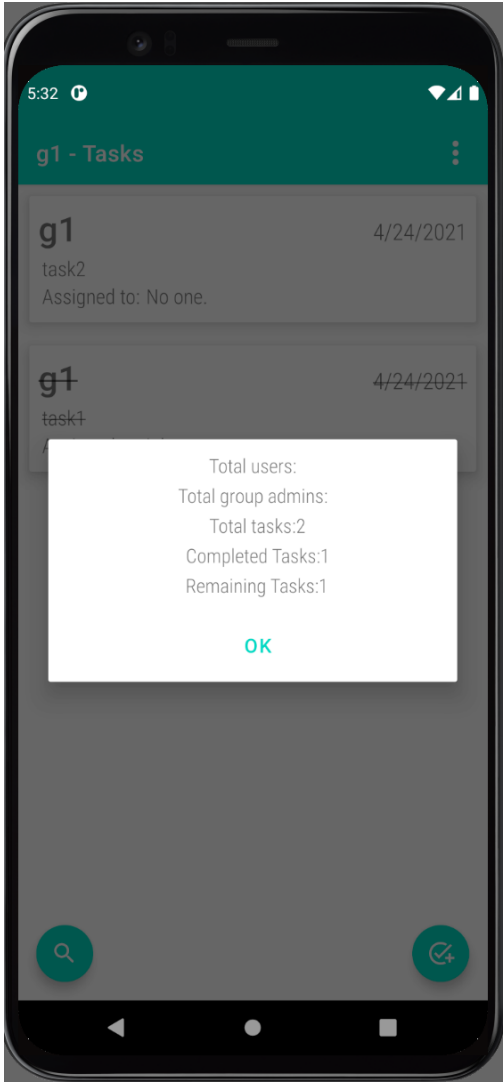 5:32
g1 - Tasks
g1 4/24/2021
task2
Assigned to: No one.
g1 4/24/2021
task1
Total users:
Total group admins:
Total tasks:2
Completed Tasks:1
Remaining Tasks:1
OK